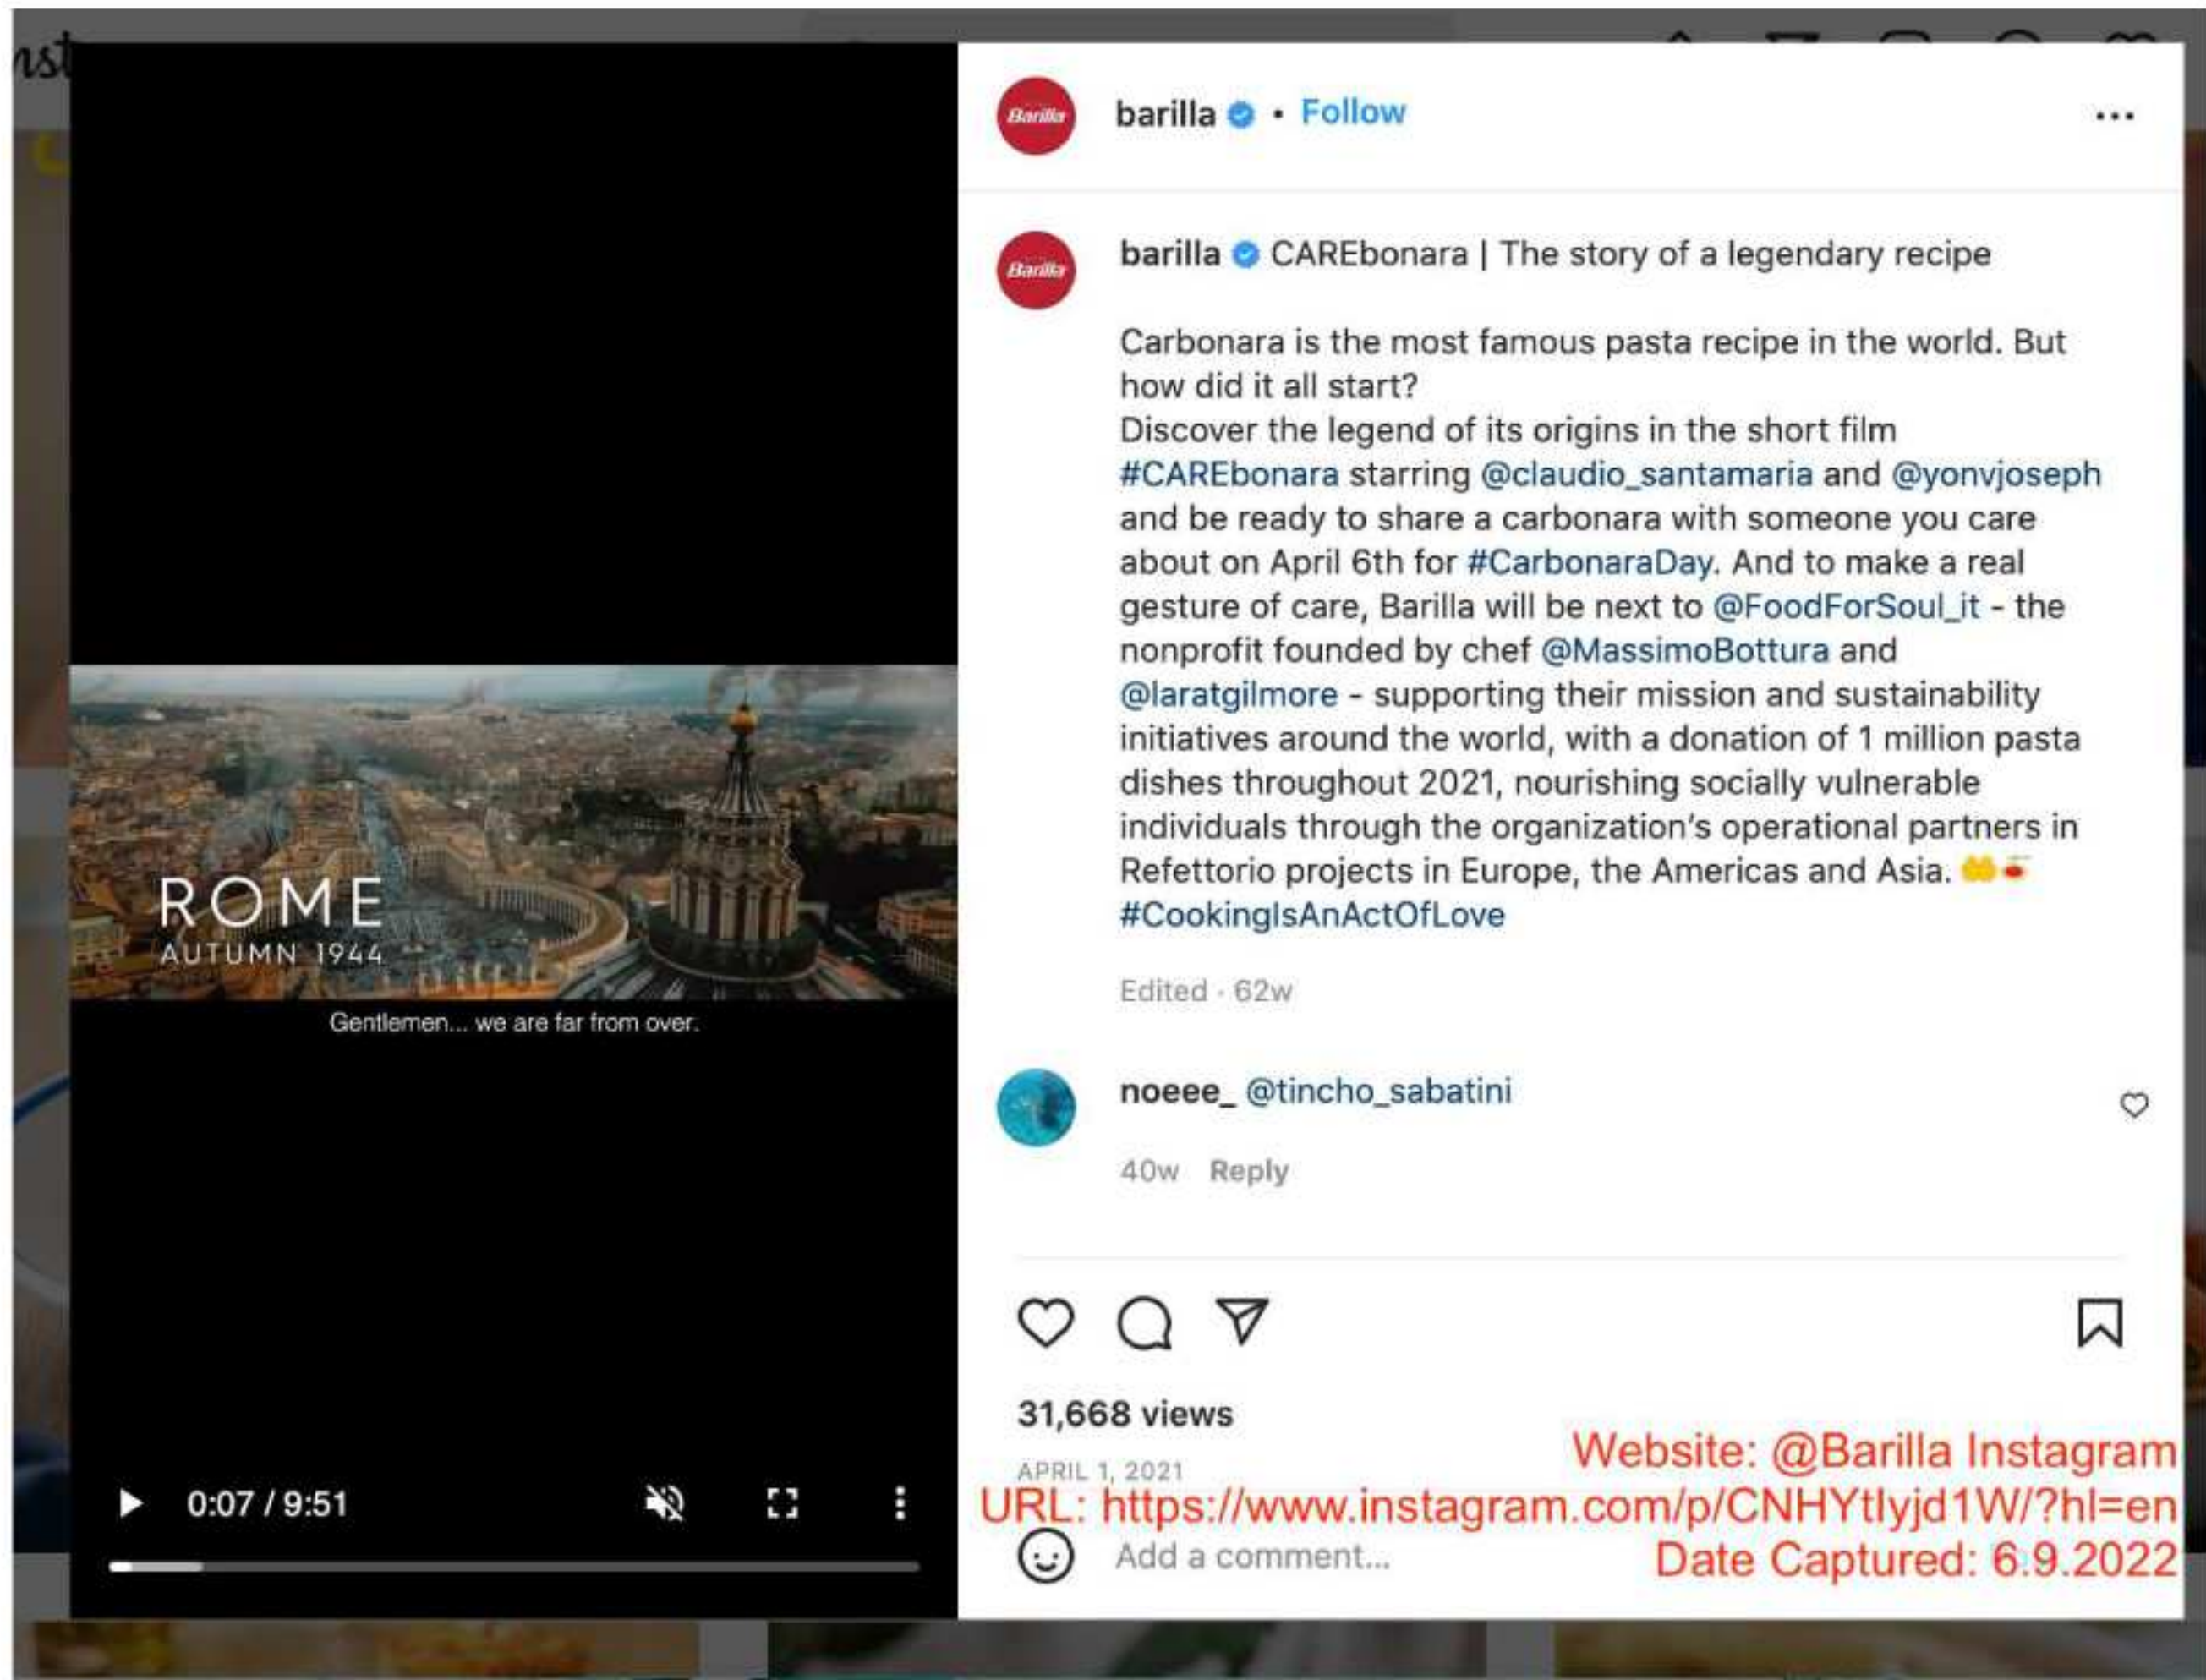 Barilla
barilla • Follow
...
Barilla
barilla CAREbonara | The story of a legendary recipe
Carbonara is the most famous pasta recipe in the world. But
how did it all start?
Discover the legend of its origins in the short film
#CAREbonara starring @claudio_santamaria and @yonvjoseph
and be ready to share a carbonara with someone you care
about on April 6th for #CarbonaraDay. And to make a real
gesture of care, Barilla will be next to @FoodForSoul_it - the
nonprofit founded by chef @MassimoBottura and
@laratgilmore - supporting their mission and sustainability
initiatives around the world, with a donation of 1 million pasta
dishes throughout 2021, nourishing socially vulnerable
individuals through the organization's operational partners in
Refettorio projects in Europe, the Americas and Asia. 🤲🍝
#CookingIsAnActOfLove
Edited · 62w
noeee_ @tincho_sabatini
40w Reply
31,668 views
APRIL 1, 2021
Add a comment...
ROME
AUTUMN 1944
Gentlemen... we are far from over.
0:07 / 9:51
Website: @Barilla Instagram
URL: https://www.instagram.com/p/CNHYtIyjd1W/?hl=en
Date Captured: 6.9.2022